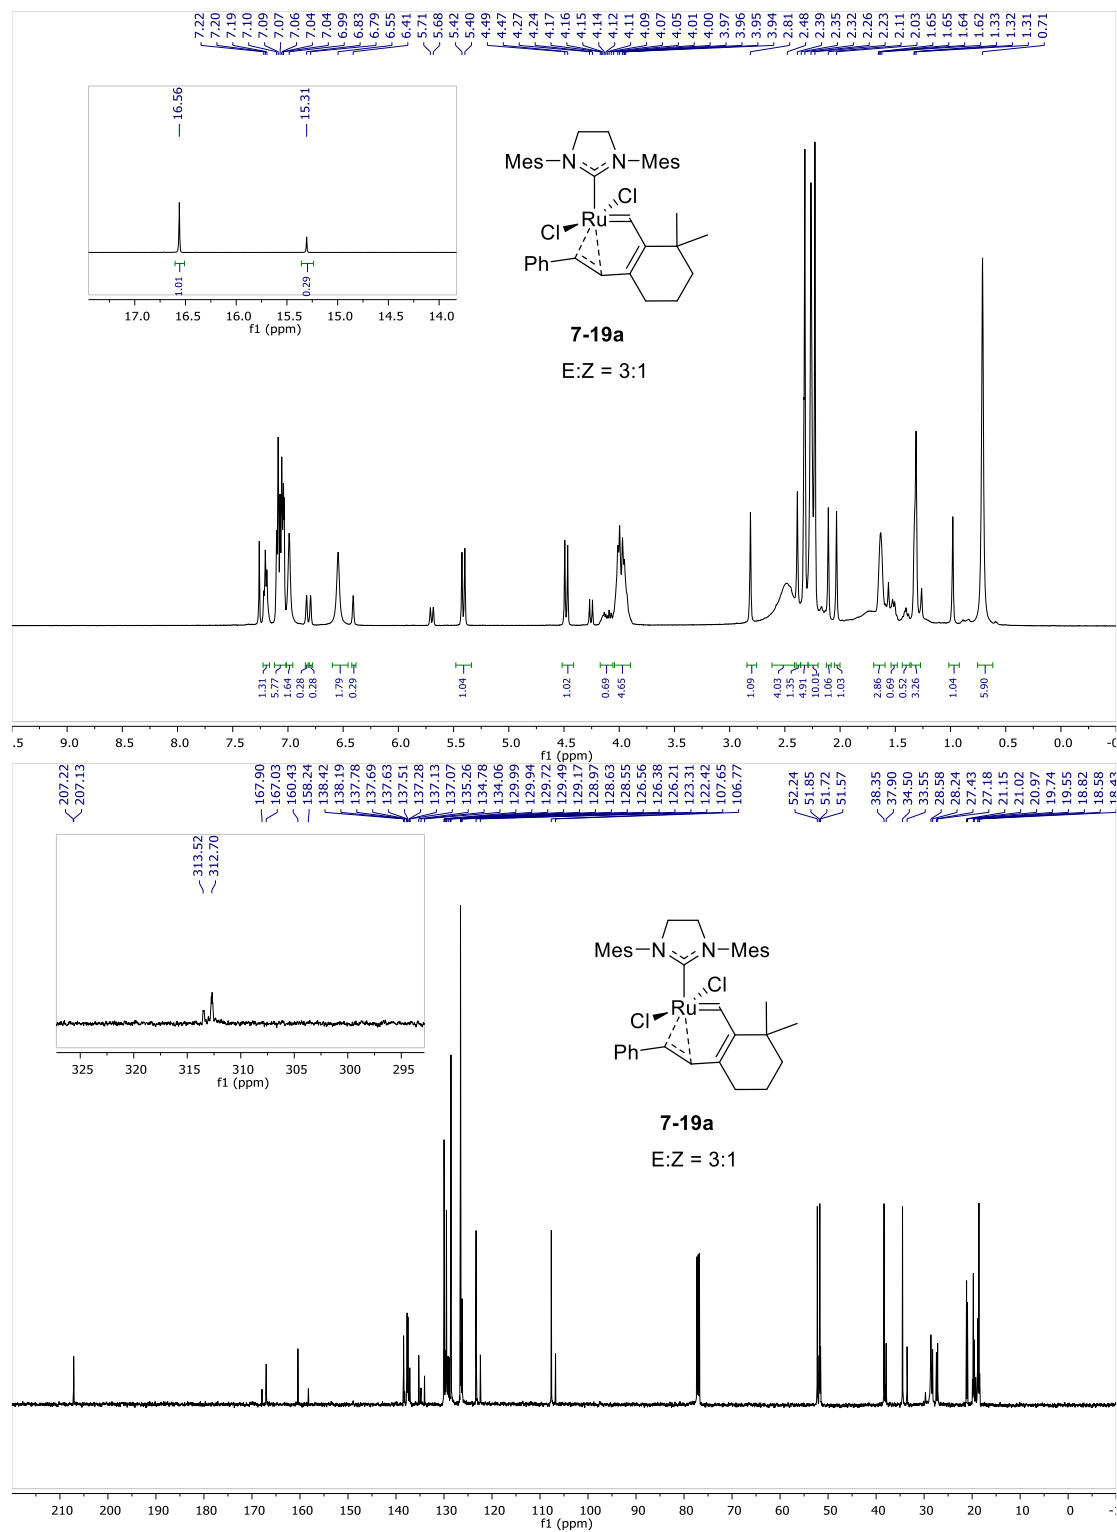 7.22 7.20 7.19 7.10 7.09 7.07 7.06 7.04 7.04 6.99 6.83 6.79 6.55 6.41 5.71 5.68 5.42 5.40 4.49 4.47 4.27 4.24 4.17 4.16 4.15 4.14 4.12 4.11 4.09 4.07 4.05 4.01 4.00 3.97 3.96 3.95 3.94 2.81 2.48 2.39 2.35 2.32 2.26 2.23 2.11 2.03 1.65 1.65 1.64 1.62 1.33 1.32 1.31 0.71
16.56 15.31
1.01 0.29
17.0 16.5 16.0 15.5 15.0 14.5 14.0
f1 (ppm)
Mes N N Mes
Cl
Ru
Cl
Ph
7-19a
E:Z = 3:1
1.31 5.77 1.64 0.28 0.28 1.79 0.29 1.04 1.02 0.69 4.65 1.09 4.03 1.35 4.91 10.01 1.06 1.03 2.86 0.69 0.52 3.26 1.04 5.90
.5 9.0 8.5 8.0 7.5 7.0 6.5 6.0 5.5 5.0 4.5 4.0 3.5 3.0 2.5 2.0 1.5 1.0 0.5 0.0 -0
f1 (ppm)
207.22 207.13 167.90 167.03 160.43 158.24 138.42 138.19 137.78 137.69 137.63 137.51 137.28 137.13 137.07 135.26 134.78 134.06 129.99 129.94 129.72 129.49 129.17 128.97 128.63 128.55 126.56 126.38 126.21 123.31 122.42 107.65 106.77 52.24 51.85 51.72 51.57 38.35 37.90 34.50 33.55 28.58 28.24 27.43 27.18 21.15 21.02 20.97 19.74 19.55 18.82 18.58 18.43
313.52 312.70
325 320 315 310 305 300 295
f1 (ppm)
Mes N N Mes
Cl
Ru
Cl
Ph
7-19a
E:Z = 3:1
210 200 190 180 170 160 150 140 130 120 110 100 90 80 70 60 50 40 30 20 10 0 -1
f1 (ppm)